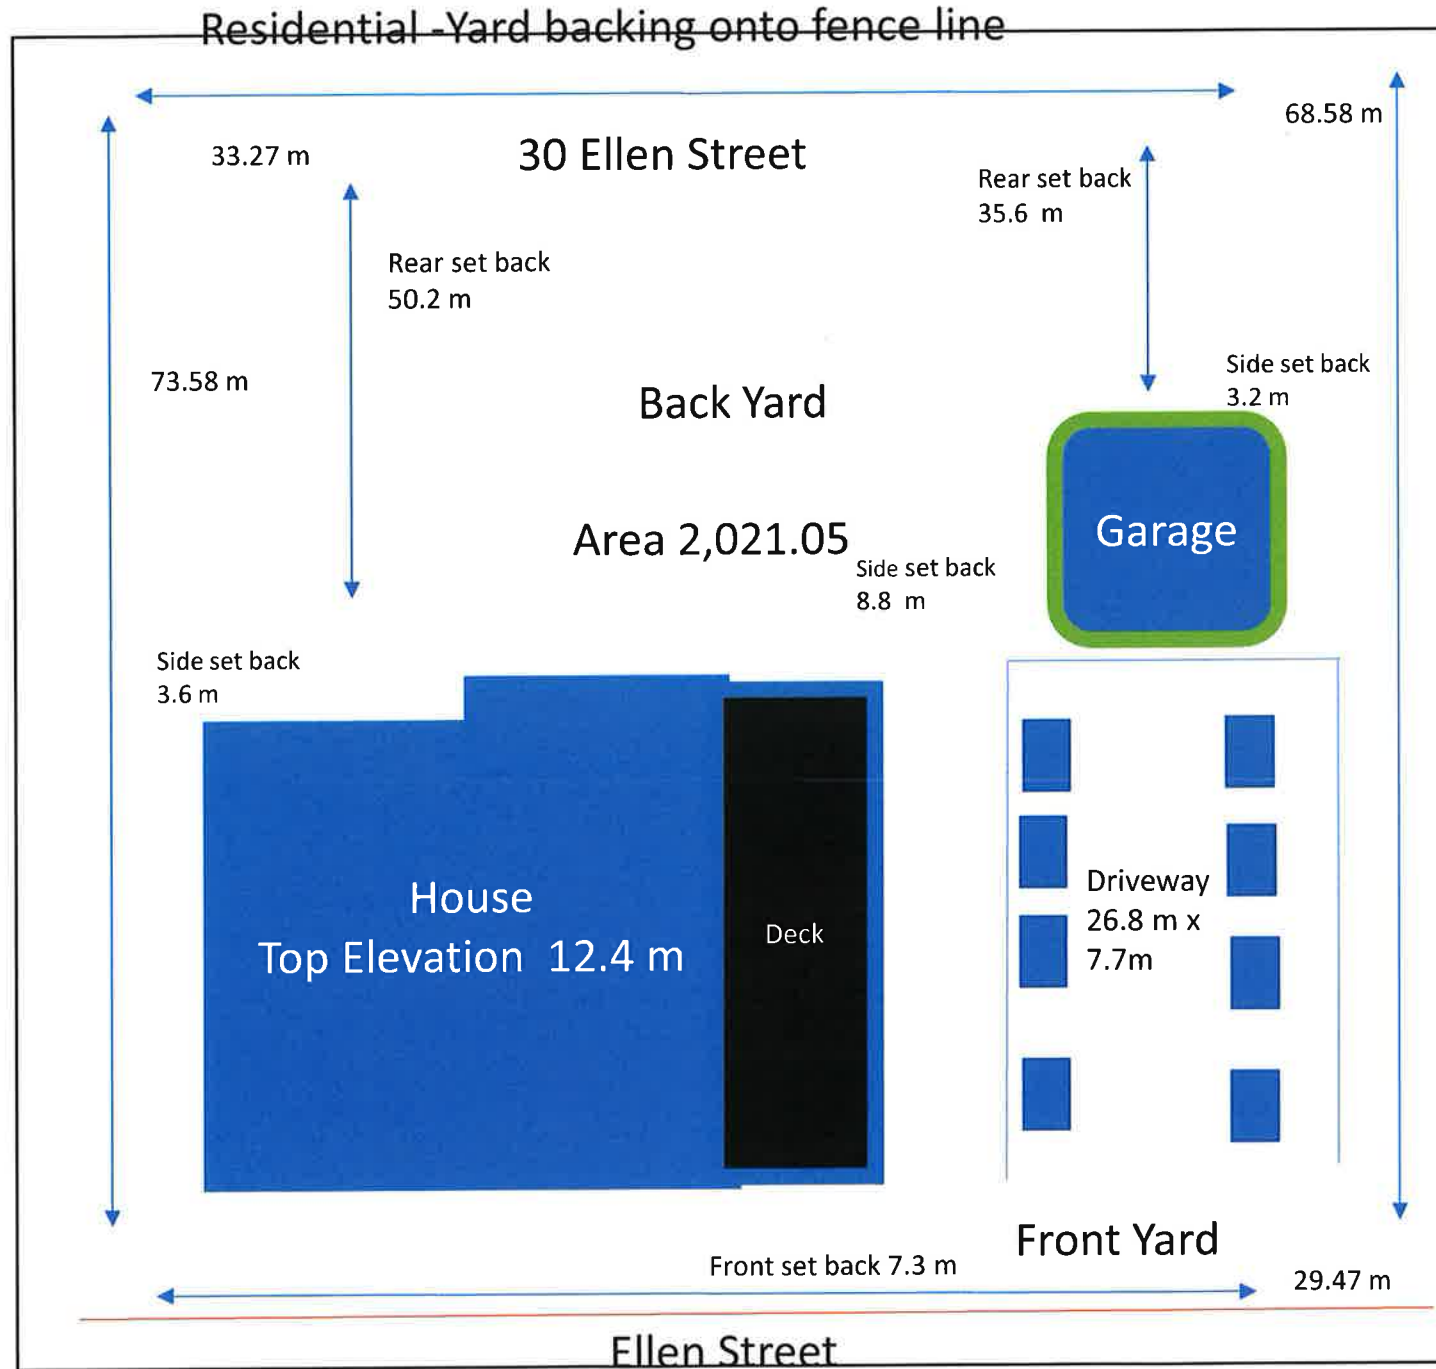 Residential -Yard backing onto fence line
68.58 m
33.27 m
30 Ellen Street
Rear set back
35.6 m
Rear set back
50.2 m
73.58 m
Back Yard
Side set back
3.2 m
Garage
Area 2,021.05
Side set back
8.8 m
Side set back
3.6 m
House
Top Elevation 12.4 m
Deck
Driveway
26.8 m x
7.7m
Front Yard
Front set back 7.3 m
29.47 m
Ellen Street